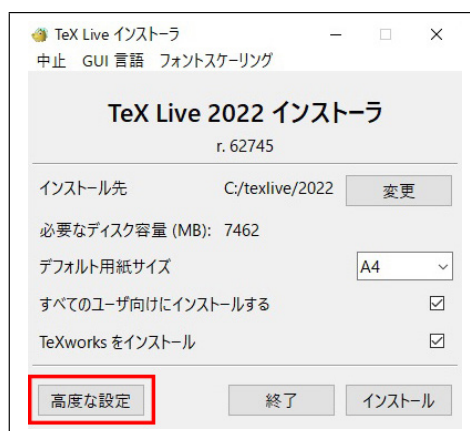 TeX Live インストーラ
中止 GUI 言語 フォントスケーリング
TeX Live 2022 インストーラ
r. 62745
インストール先 C:/texlive/2022 変更
必要なディスク容量 (MB): 7462
デフォルト用紙サイズ A4
すべてのユーザ向けにインストールする
TeXworks をインストール
高度な設定 終了 インストール